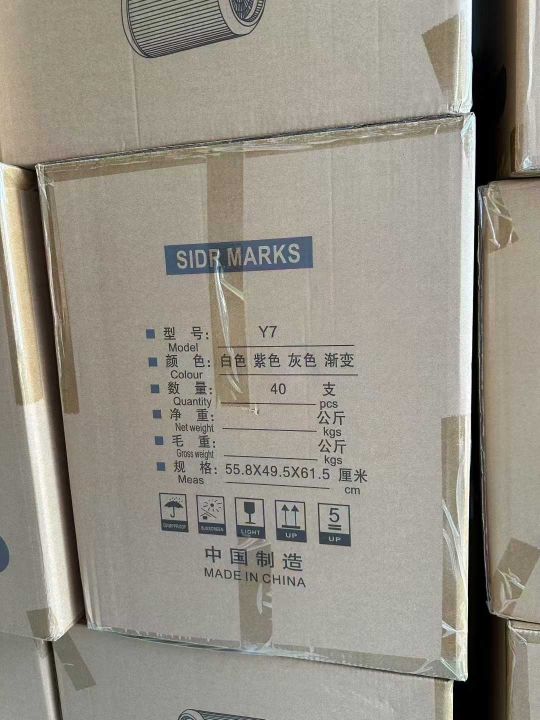 SIDR MARKS
型 号： Y7
Model
颜 色：白色 紫色 灰色 渐变
Colour
数 量： 40 支
Quantity pcs
净 重： 公斤
Net weight kgs
毛 重： 公斤
Gross weight kgs
规 格：55.8X49.5X61.5 厘米
Meas cm
5
LIGHT UP UP
中国制造
MADE IN CHINA